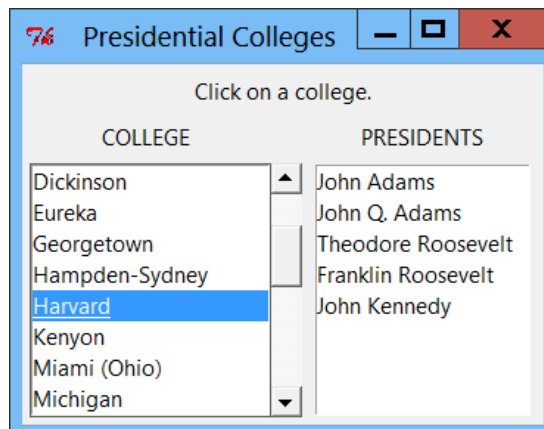 Presidential Colleges
Click on a college.
COLLEGE
PRESIDENTS
Dickinson
Eureka
Georgetown
Hampden-Sydney
Harvard
Kenyon
Miami (Ohio)
Michigan
John Adams
John Q. Adams
Theodore Roosevelt
Franklin Roosevelt
John Kennedy